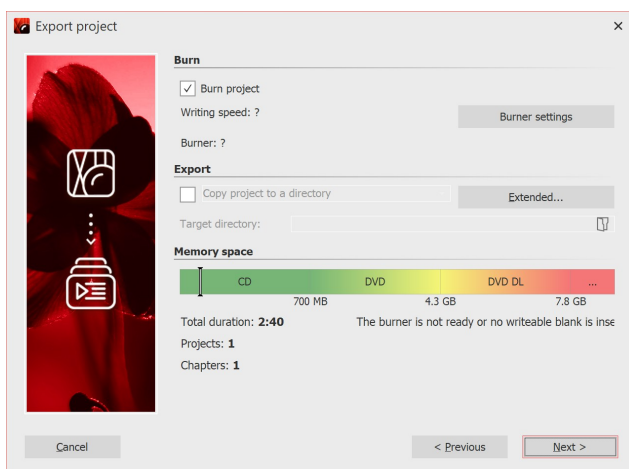 Export project
Burn
Burn project
Writing speed: ?
Burner settings
Burner: ?
Export
Copy project to a directory
Extended...
Target directory:
Memory space
CD DVD DVD DL ...
700 MB 4.3 GB 7.8 GB
Total duration: 2:40 The burner is not ready or no writeable blank is inse
Projects: 1
Chapters: 1
Cancel < Previous Next >